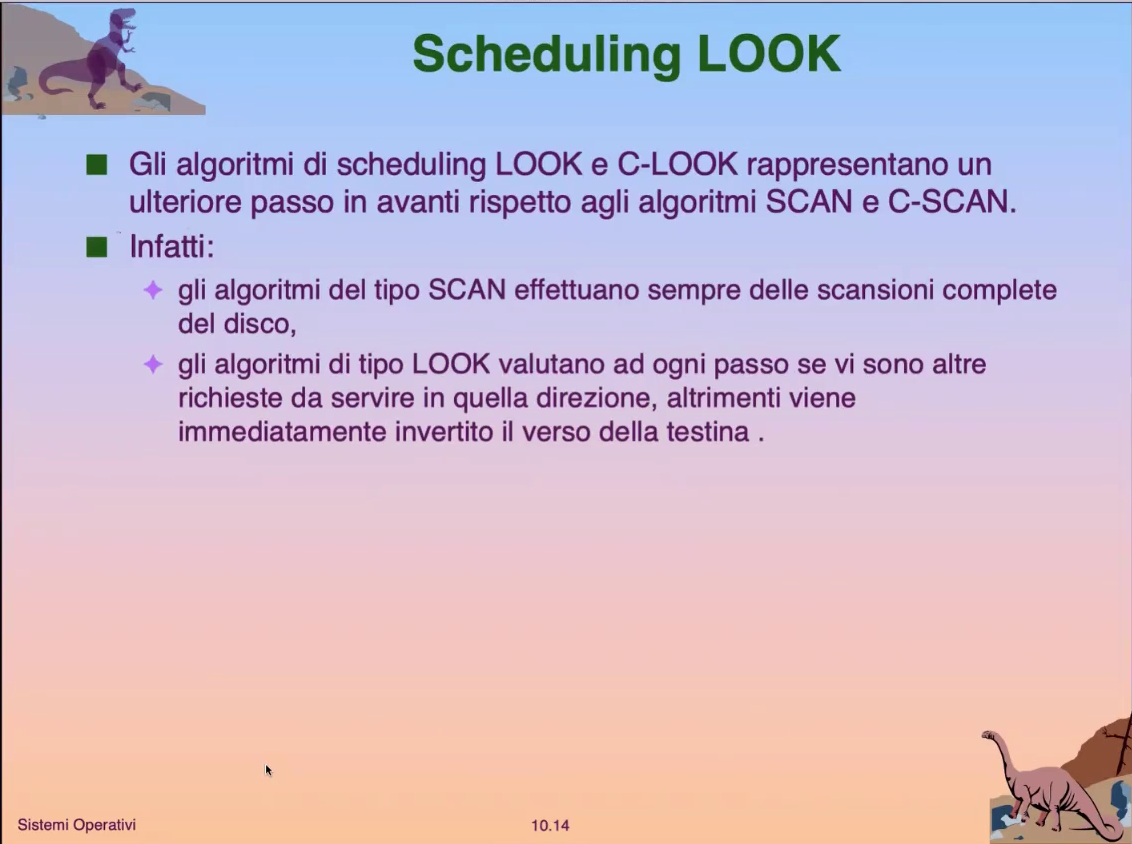 Scheduling LOOK
Gli algoritmi di scheduling LOOK e C-LOOK rappresentano un
ulteriore passo in avanti rispetto agli algoritmi SCAN e C-SCAN.
Infatti:
gli algoritmi del tipo SCAN effettuano sempre delle scansioni complete
del disco,
gli algoritmi di tipo LOOK valutano ad ogni passo se vi sono altre
richieste da servire in quella direzione, altrimenti viene
immediatamente invertito il verso della testina .
Sistemi Operativi
10.14